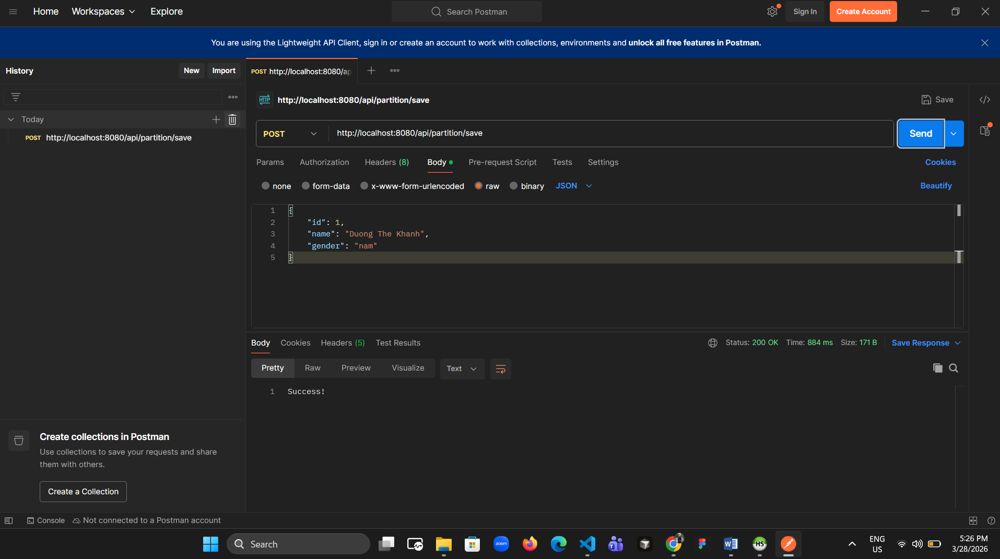 Home
Workspaces
Explore
Search Postman
Sign In
Create Account
You are using the Lightweight API Client, sign in or create an account to work with collections, environments and unlock all free features in Postman.
History
New
Import
POST http://localhost:8080/ap
HTTP http://localhost:8080/api/partition/save
Save
Today
POST http://localhost:8080/api/partition/save
POST
http://localhost:8080/api/partition/save
Send
Params
Authorization
Headers (8)
Body
Pre-request Script
Tests
Settings
Cookies
none
form-data
x-www-form-urlencoded
raw
binary
JSON
Beautify
1 {
2 "id": 1,
3 "name": "Duong The Khanh",
4 "gender": "nam"
5 }
Body
Cookies
Headers (5)
Test Results
Status: 200 OK
Time: 884 ms
Size: 171 B
Save Response
Pretty
Raw
Preview
Visualize
Text
1 Success!
Create collections in Postman
Use collections to save your requests and share
them with others.
Create a Collection
Console
Not connected to a Postman account
Search
zoom
HS
ENG
US
5:26 PM
3/28/2026